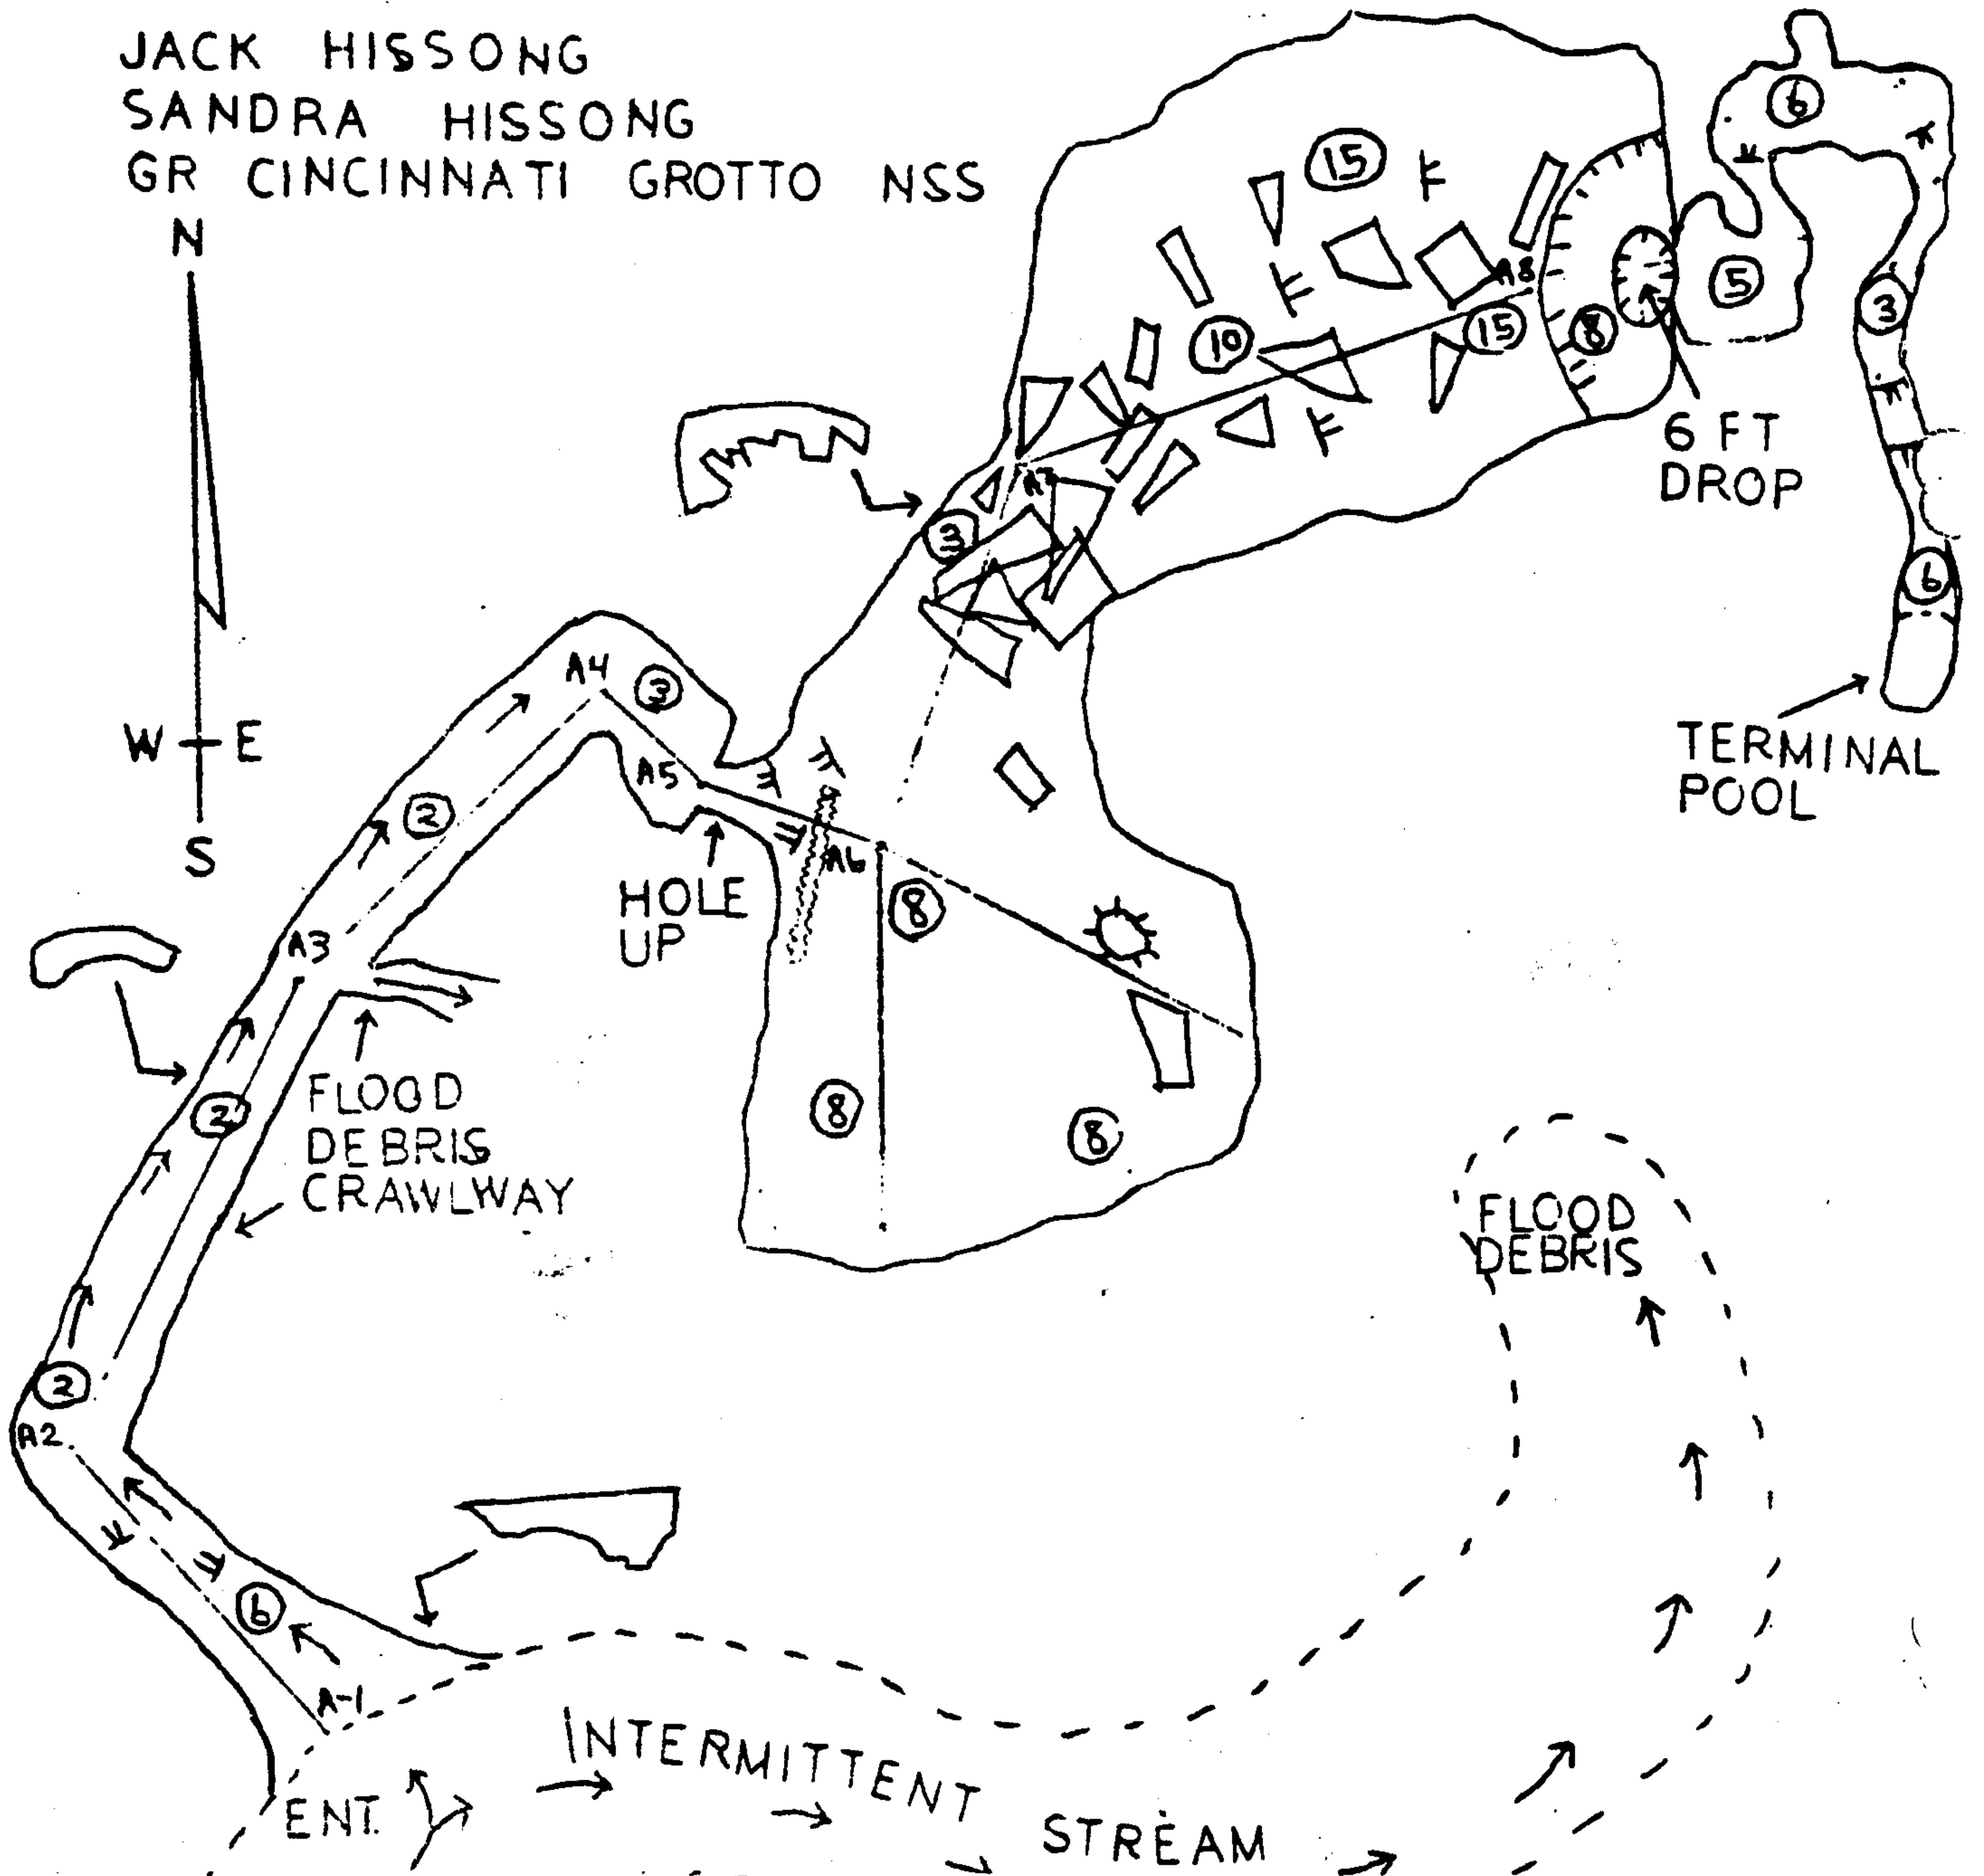 JACK HISSONG
SANDRA HISSONG
GR CINCINNATI GROTTO NSS
N
W E
S
6
15
5
A8
3
10
15
8
6 FT
DROP
3
6
A4
3
TERMINAL
POOL
A5
2
A6
HOLE
UP
8
A3
FLOOD
DEBRIS
CRAWLWAY
2
8
8
FLOOD
DEBRIS
2
A2
6
A-1
INTERMITTENT
STREAM
ENT.